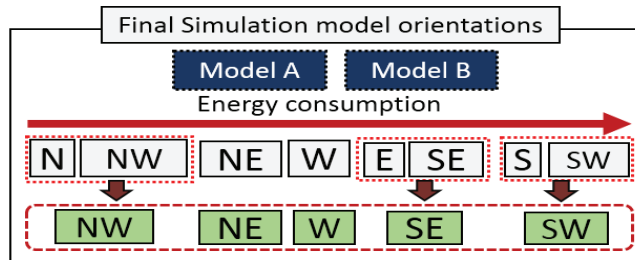 Final Simulation model orientations
Model A Model B
Energy consumption
N NW NE W E SE S SW
NW NE W SE SW